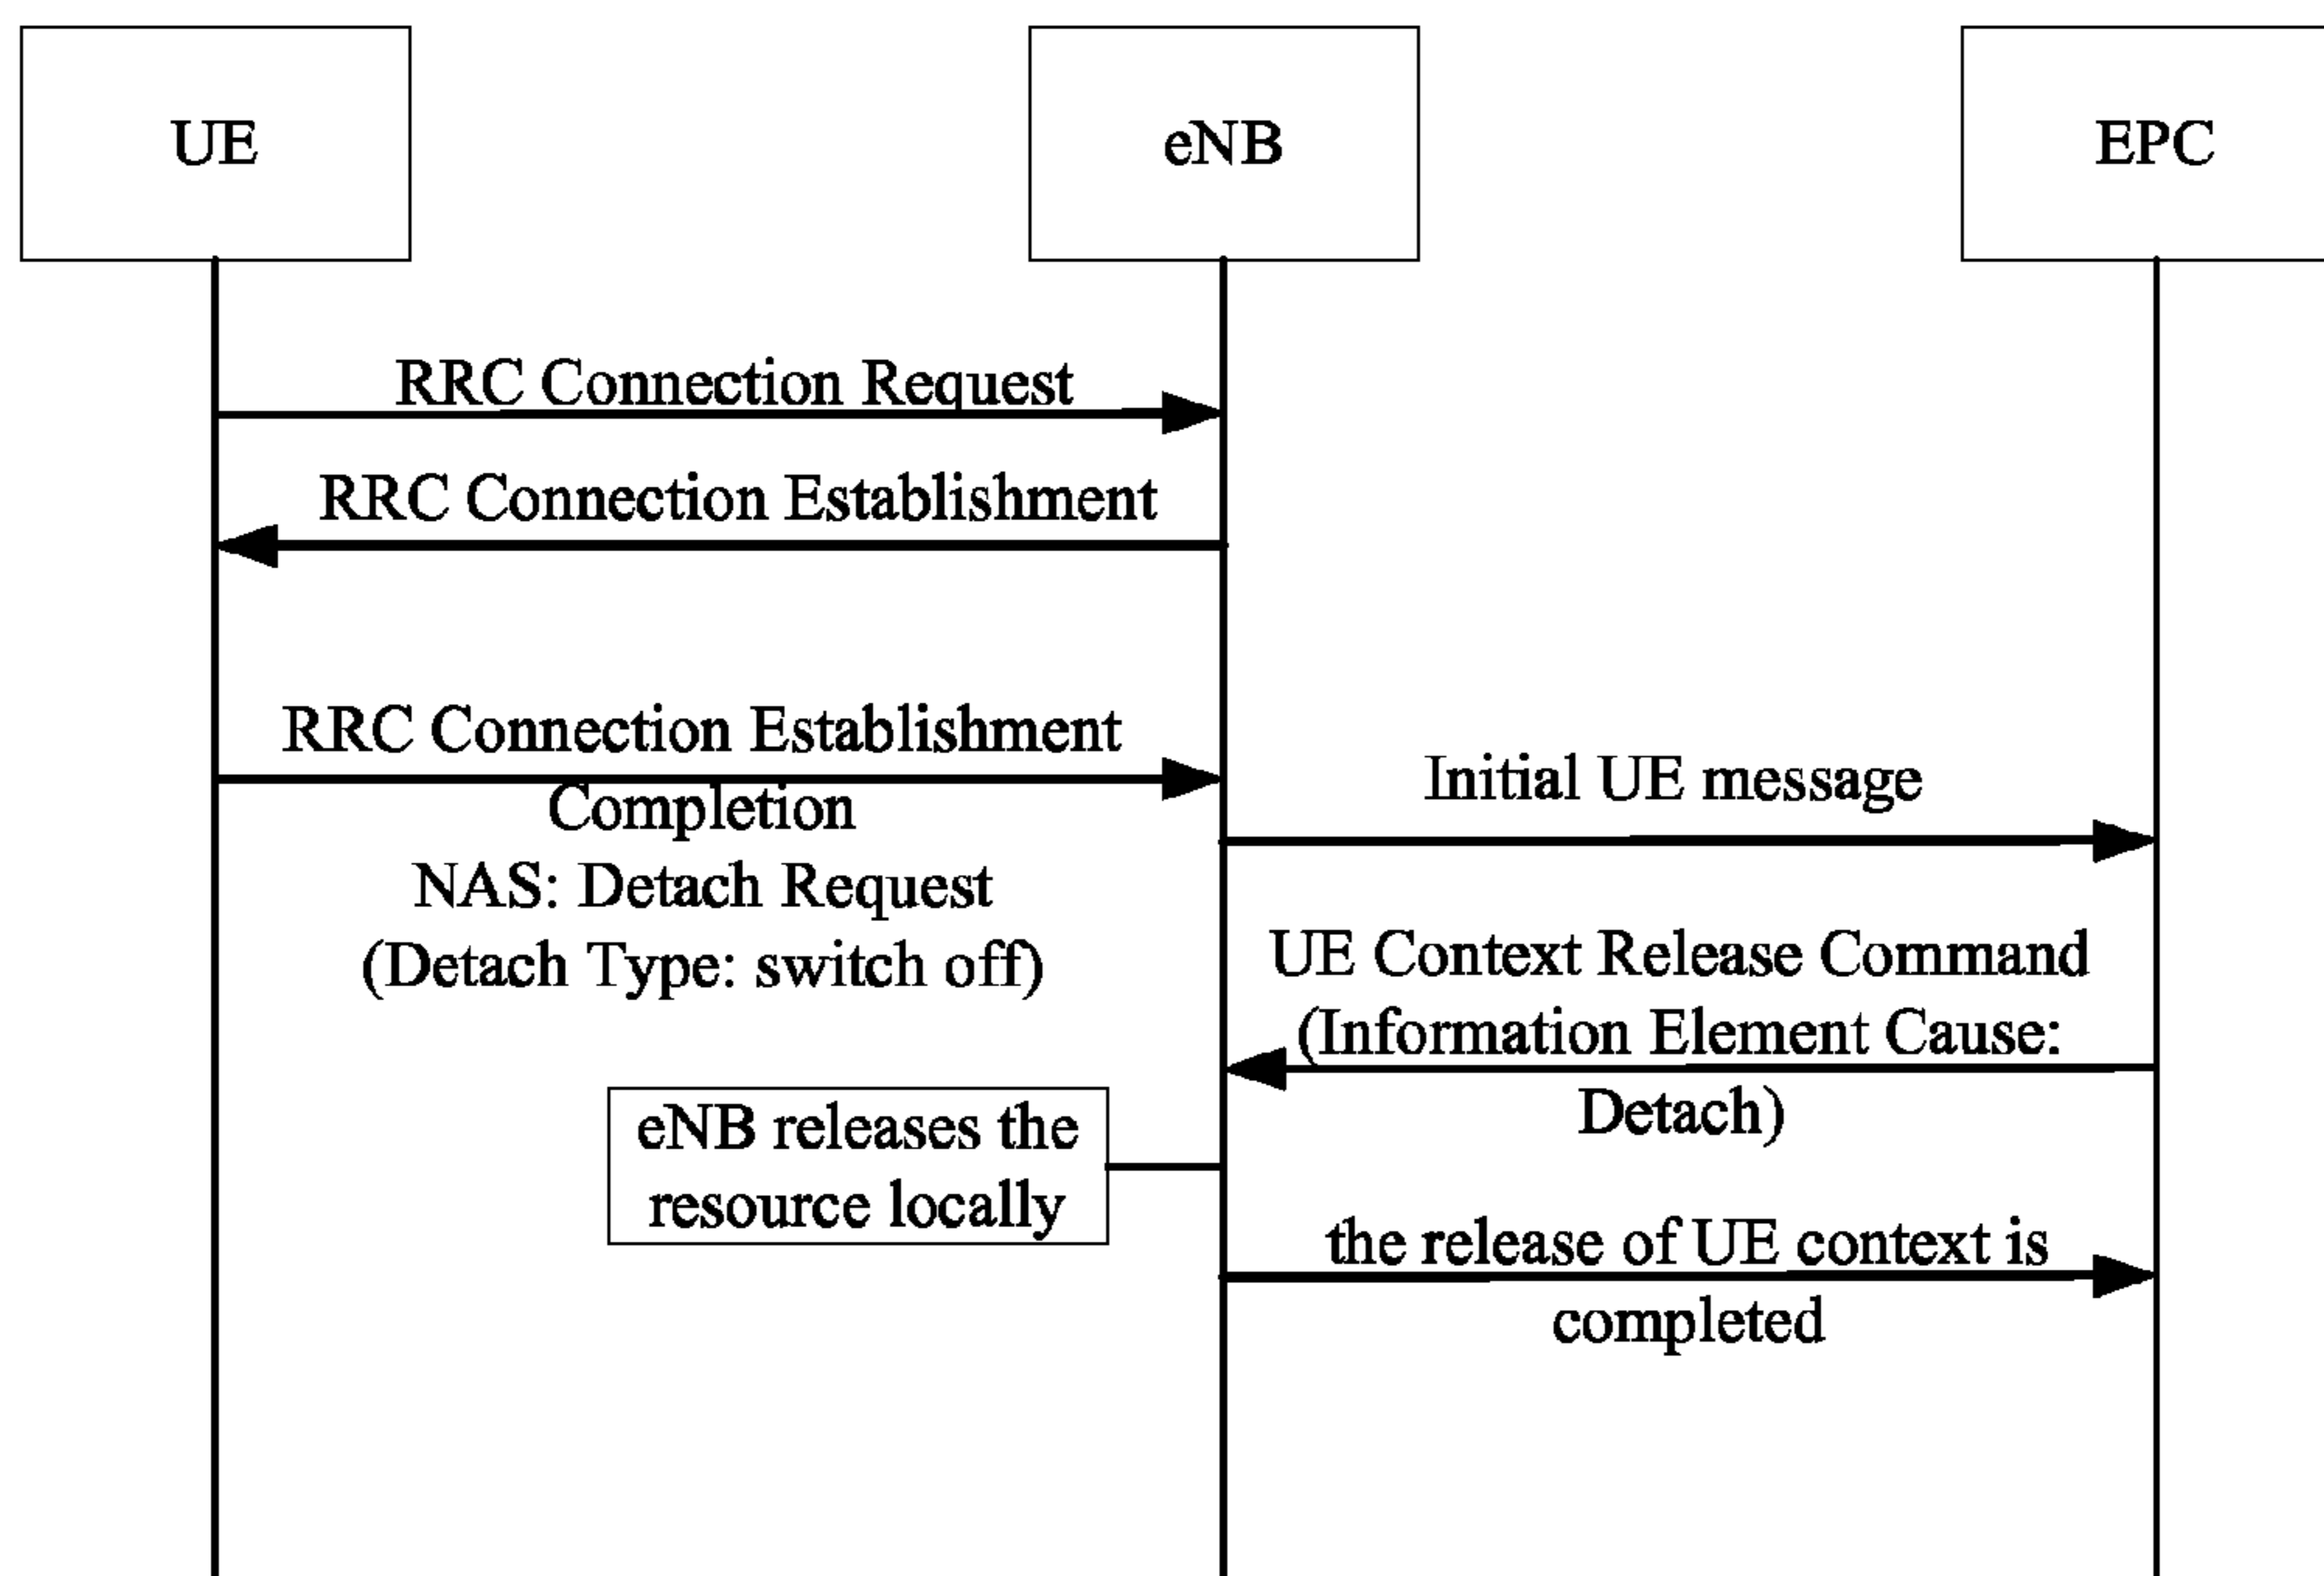 UE
eNB
EPC
RRC Connection Request
RRC Connection Establishment
RRC Connection Establishment
Completion
NAS: Detach Request
(Detach Type: switch off)
Initial UE message
UE Context Release Command
(Information Element Cause:
Detach)
eNB releases the
resource locally
the release of UE context is
completed